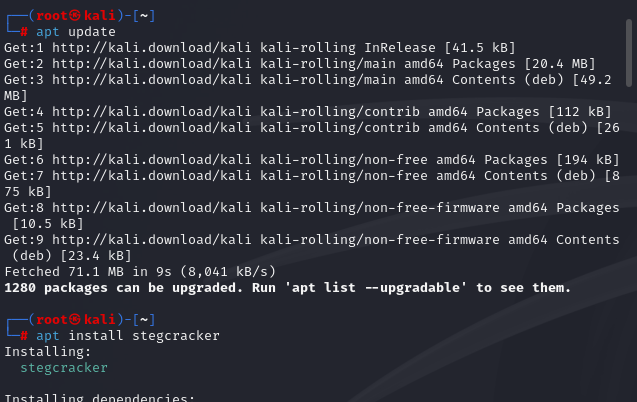 ┌──(root㉿kali)-[~]
└─# apt update
Get:1 http://kali.download/kali kali-rolling InRelease [41.5 kB]
Get:2 http://kali.download/kali kali-rolling/main amd64 Packages [20.4 MB]
Get:3 http://kali.download/kali kali-rolling/main amd64 Contents (deb) [49.2
MB]
Get:4 http://kali.download/kali kali-rolling/contrib amd64 Packages [112 kB]
Get:5 http://kali.download/kali kali-rolling/contrib amd64 Contents (deb) [26
1 kB]
Get:6 http://kali.download/kali kali-rolling/non-free amd64 Packages [194 kB]
Get:7 http://kali.download/kali kali-rolling/non-free amd64 Contents (deb) [8
75 kB]
Get:8 http://kali.download/kali kali-rolling/non-free-firmware amd64 Packages
 [10.5 kB]
Get:9 http://kali.download/kali kali-rolling/non-free-firmware amd64 Contents
 (deb) [23.4 kB]
Fetched 71.1 MB in 9s (8,041 kB/s)
1280 packages can be upgraded. Run 'apt list --upgradable' to see them.
┌──(root㉿kali)-[~]
└─# apt install stegcracker
Installing:
  stegcracker
Installing dependencies: